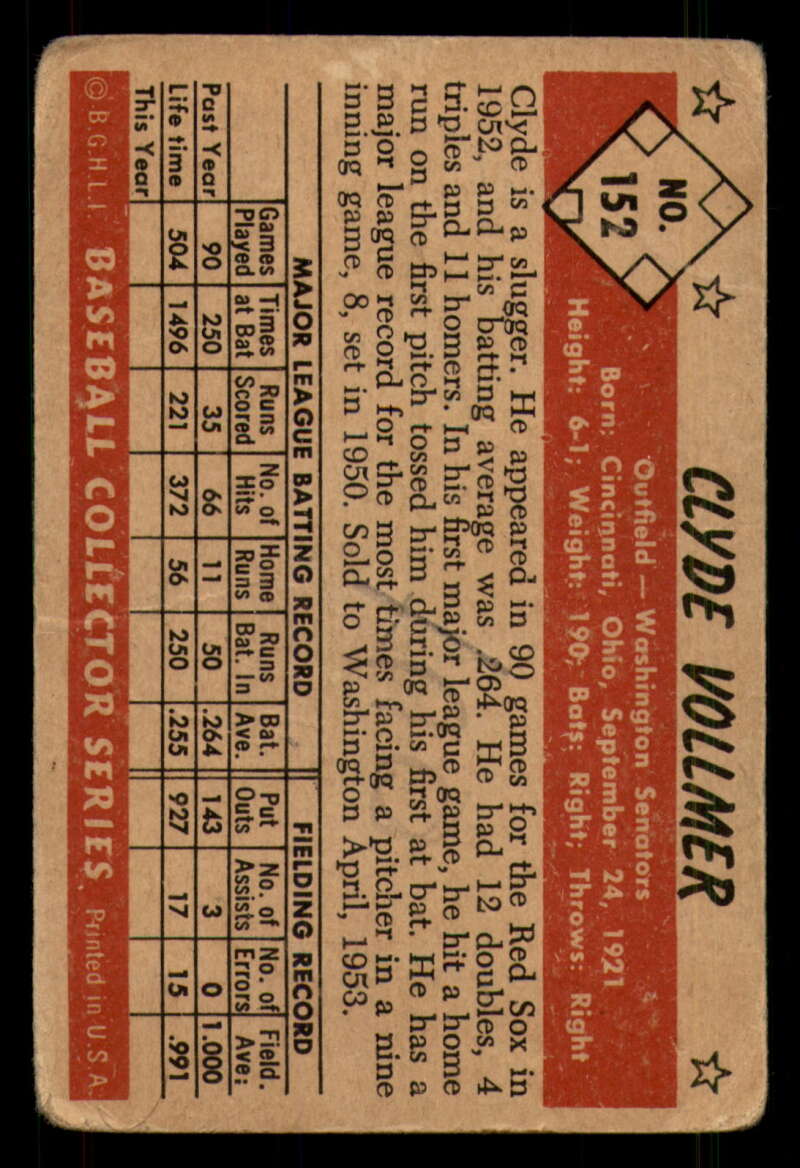 NO.
152
CLYDE VOLLMER
Outfield — Washington Senators
Born: Cincinnati, Ohio, September 24, 1921
Height: 6-1; Weight: 190; Bats: Right; Throws: Right
Clyde is a slugger. He appeared in 90 games for the Red Sox in
1952, and his batting average was .264. He had 12 doubles, 4
triples and 11 homers. In his first major league game, he hit a home
run on the first pitch tossed him during his first at bat. He has a
major league record for the most times facing a pitcher in a nine
inning game, 8, set in 1950. Sold to Washington April, 1953.
MAJOR LEAGUE BATTING RECORD FIELDING RECORD
Games Played Times at Bat Runs Scored No. of Hits Home Runs Runs Bat. In Bat. Ave. Put Outs No. of Assists No. of Errors Field. Ave.
Past Year 90 250 35 66 11 50 .264 143 3 0 1.000
Life time 504 1496 221 372 56 250 .255 927 17 15 .991
This Year
© B.G.H.L.I. BASEBALL COLLECTOR SERIES Printed in U.S.A.